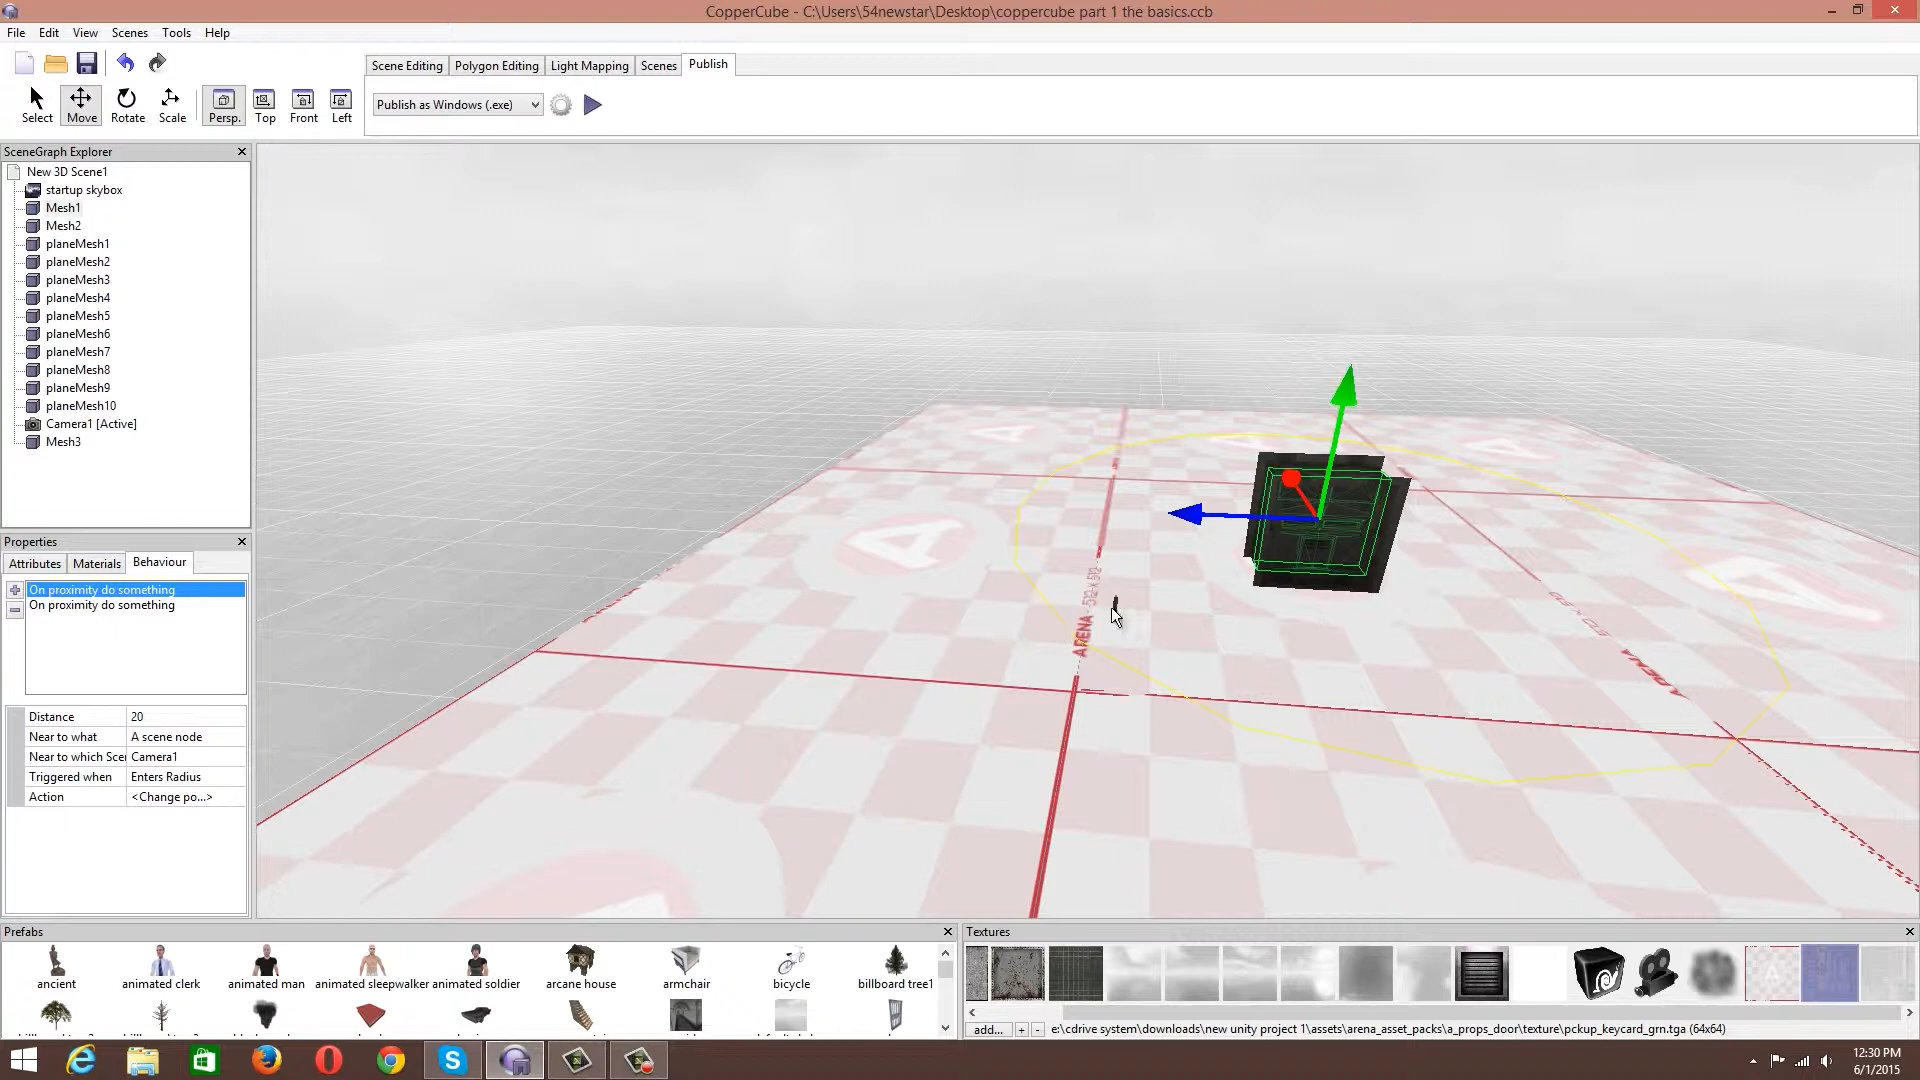 CopperCube - C:\Users\54newstar\Desktop\coppercube part 1 the basics.ccb
File Edit View Scenes Tools Help
Scene Editing Polygon Editing Light Mapping Scenes Publish
Publish as Windows (.exe)
Select Move Rotate Scale Persp. Top Front Left
SceneGraph Explorer
New 3D Scene1
startup skybox
Mesh1
Mesh2
planeMesh1
planeMesh2
planeMesh3
planeMesh4
planeMesh5
planeMesh6
planeMesh7
planeMesh8
planeMesh9
planeMesh10
Camera1 [Active]
Mesh3
Properties
Attributes Materials Behaviour
On proximity do something
On proximity do something
Distance 20
Near to what A scene node
Near to which Scen Camera1
Triggered when Enters Radius
Action <Change po...>
A
A
A
A
ARENA - 512 X 512
ARENA
Prefabs
ancient animated clerk animated man animated sleepwalker animated soldier arcane house armchair bicycle billboard tree1
Textures
add... + - e:\cdrive system\downloads\new unity project 1\assets\arena_asset_packs\a_props_door\texture\pckup_keycard_grn.tga (64x64)
12:30 PM
6/1/2015